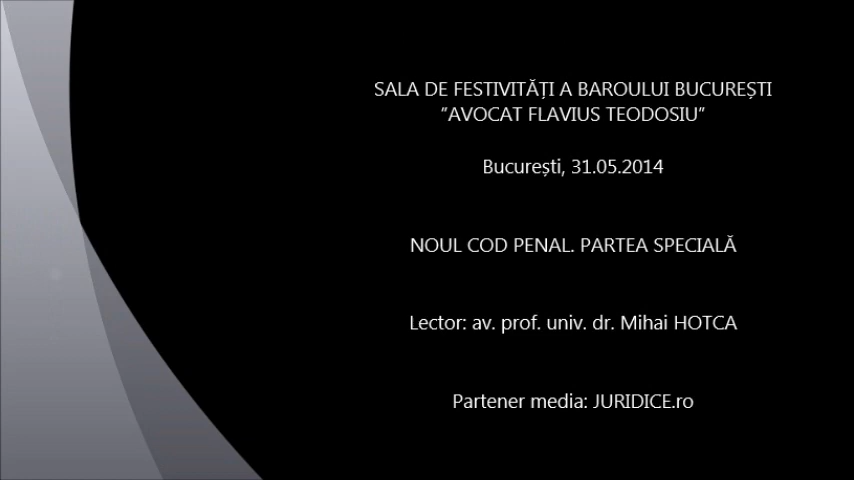 SALA DE FESTIVITĂȚI A BAROULUI BUCUREȘTI
”AVOCAT FLAVIUS TEODOSIU”
București, 31.05.2014
NOUL COD PENAL. PARTEA SPECIALĂ
Lector: av. prof. univ. dr. Mihai HOTCA
Partener media: JURIDICE.ro